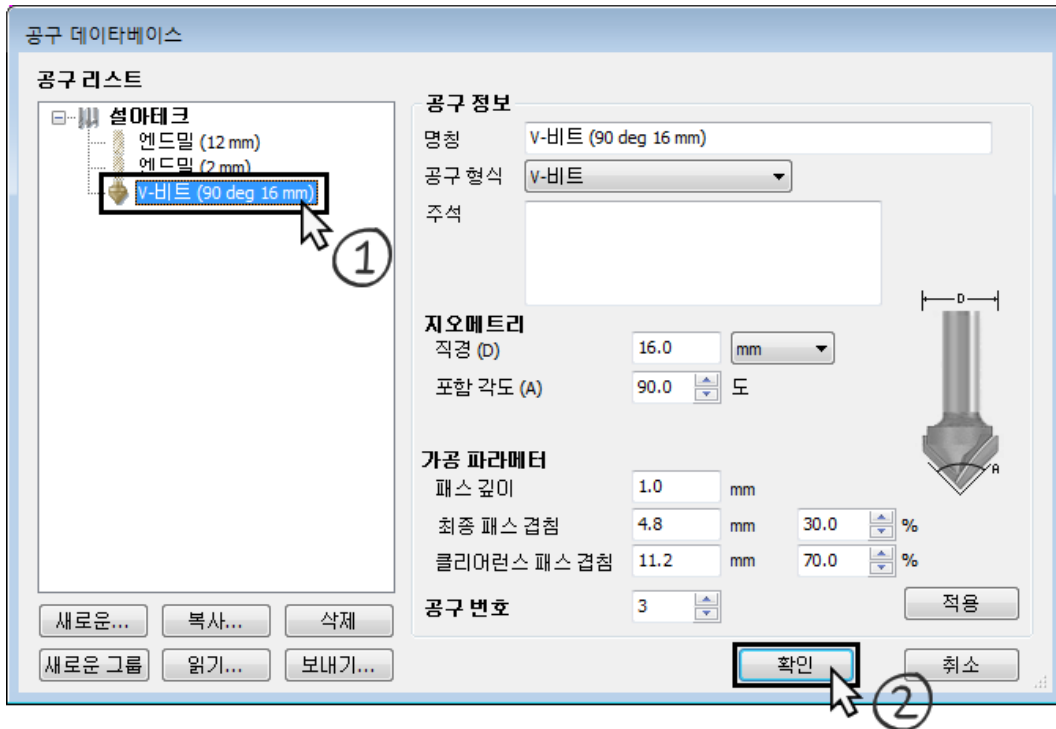 공구 데이타베이스
공구 리스트
설아테크
엔드밀 (12 mm)
엔드밀 (2 mm)
V-비트 (90 deg 16 mm)
①
새로운... 복사... 삭제
새로운 그룹 읽기... 보내기...
공구 정보
명칭 V-비트 (90 deg 16 mm)
공구 형식 V-비트
주석
D
지오메트리
직경 (D) 16.0 mm
포함 각도 (A) 90.0 도
A
가공 파라메터
패스 깊이 1.0 mm
최종 패스 겹침 4.8 mm 30.0 %
클리어런스 패스 겹침 11.2 mm 70.0 %
공구 번호 3 적용
확인 취소
②